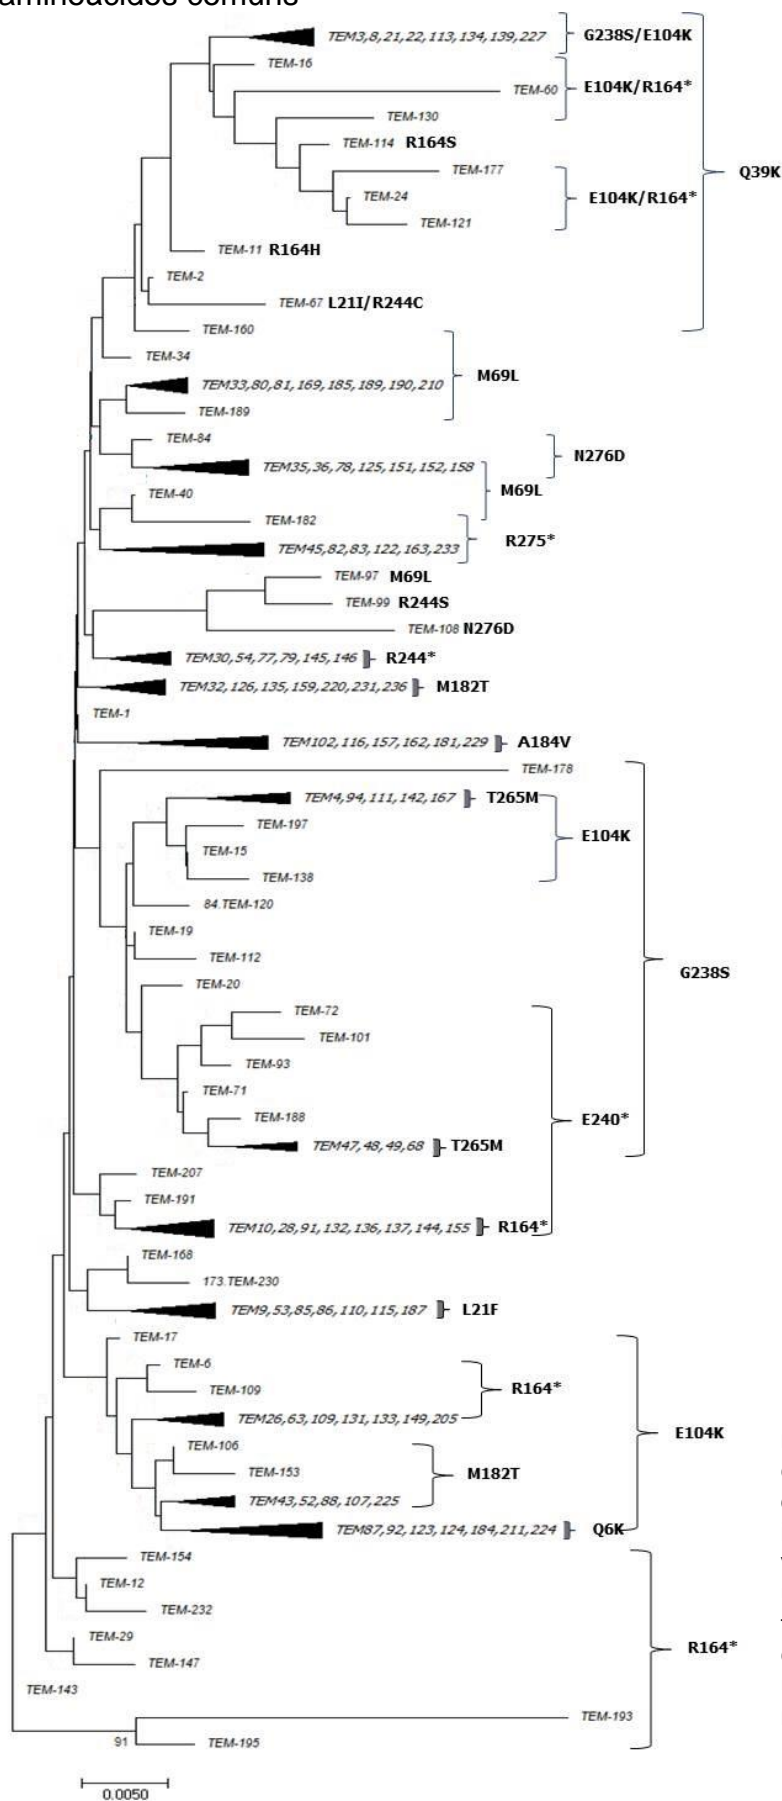 aminoácidos comuns
TEM3,8,21,22,113,134,139,227 G238S/E104K
TEM-16
TEM-60 E104K/R164*
TEM-130
TEM-114 R164S
TEM-177 Q39K
TEM-24 E104K/R164*
TEM-121
TEM-11 R164H
TEM-2
TEM-67 L21I/R244C
TEM-160
TEM-34
M69L
TEM33,80,81,169,185,189,190,210
TEM-189
TEM-84
N276D
TEM35,36,78,125,151,152,158
TEM-40 M69L
TEM-182
R275*
TEM45,82,83,122,163,233
TEM-97 M69L
TEM-99 R244S
TEM-108 N276D
TEM30,54,77,79,145,146 R244*
TEM32,126,135,159,220,231,236 M182T
TEM-1
TEM102,116,157,162,181,229 A184V
TEM-178
TEM4,94,111,142,167 T265M
TEM-197
E104K
TEM-15
TEM-138
84.TEM-120
TEM-19
TEM-112
G238S
TEM-20
TEM-72
TEM-101
TEM-93
TEM-71
TEM-188 E240*
TEM47,48,49,68 T265M
TEM-207
TEM-191
TEM10,28,91,132,136,137,144,155 R164*
TEM-168
173.TEM-230
TEM9,53,85,86,110,115,187 L21F
TEM-17
TEM-6
R164*
TEM-109
TEM26,63,109,131,133,149,205
E104K
TEM-106
TEM-153 M182T
TEM43,52,88,107,225
TEM87,92,123,124,184,211,224 Q6K
TEM-154
TEM-12
TEM-232
TEM-29
R164*
TEM-147
TEM-143
TEM-193
91 TEM-195
0.0050